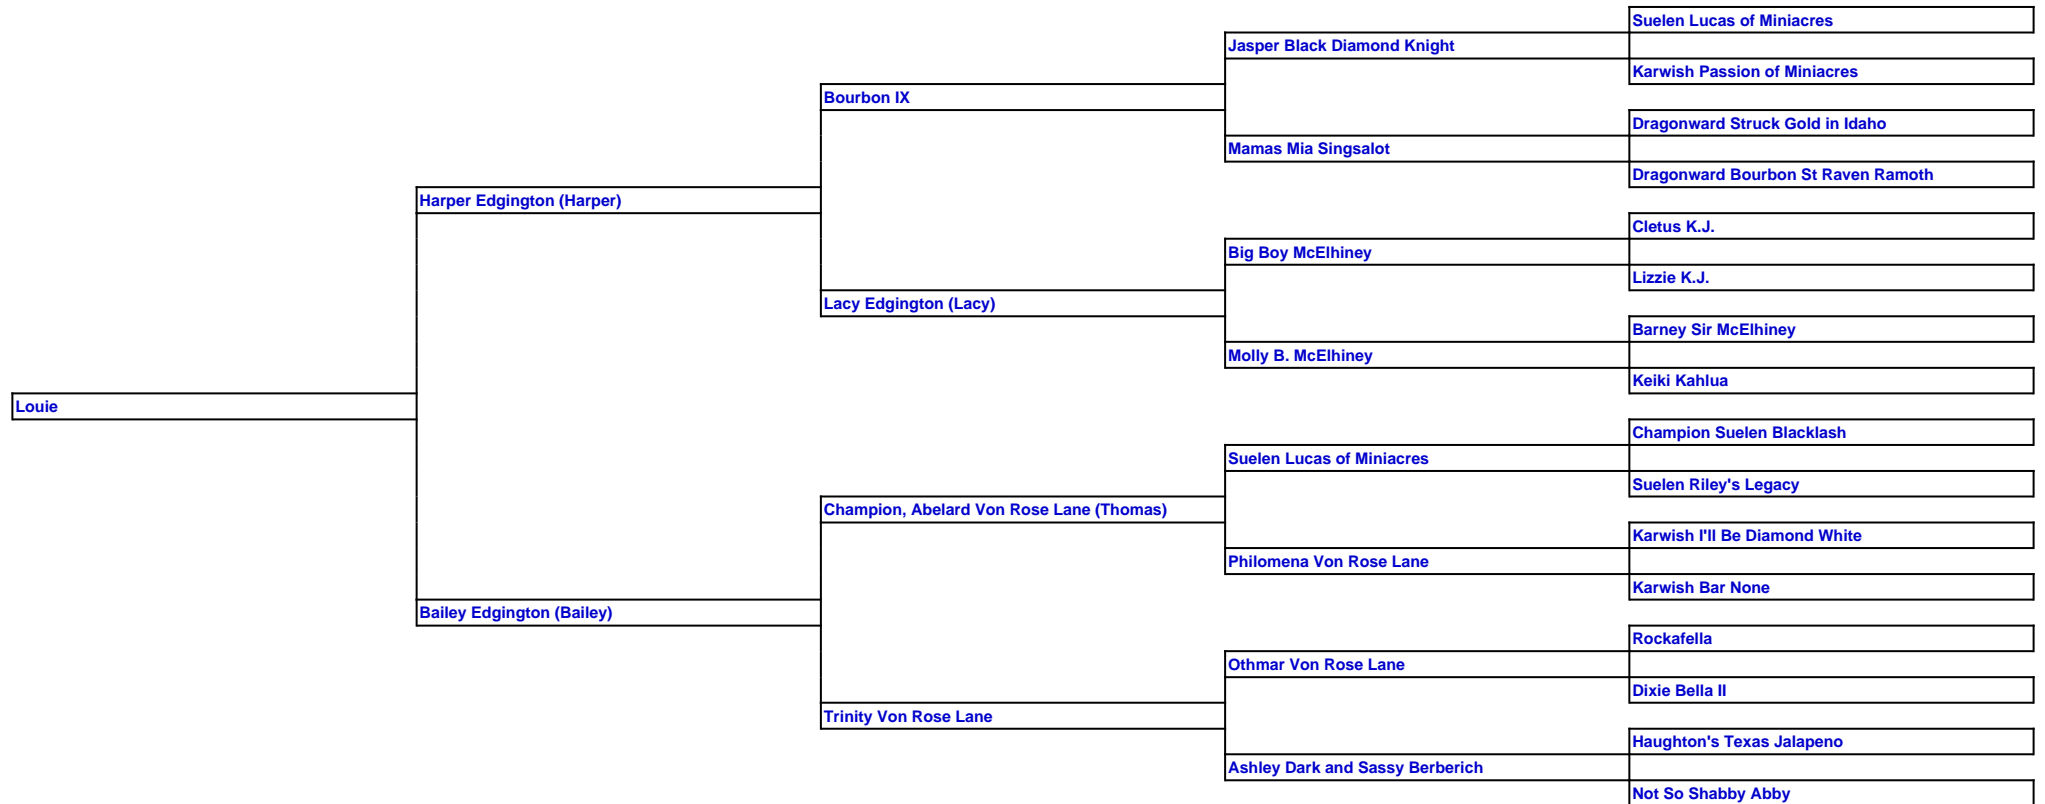 Suelen Lucas of Miniacres
Jasper Black Diamond Knight
Karwish Passion of Miniacres
Bourbon IX
Dragonward Struck Gold in Idaho
Mamas Mia Singsalot
Dragonward Bourbon St Raven Ramoth
Harper Edgington (Harper)
Cletus K.J.
Big Boy McElhiney
Lizzie K.J.
Lacy Edgington (Lacy)
Barney Sir McElhiney
Molly B. McElhiney
Keiki Kahlua
Louie
Champion Suelen Blacklash
Suelen Lucas of Miniacres
Suelen Riley's Legacy
Champion, Abelard Von Rose Lane (Thomas)
Karwish I'll Be Diamond White
Philomena Von Rose Lane
Karwish Bar None
Bailey Edgington (Bailey)
Rockafella
Othmar Von Rose Lane
Dixie Bella II
Trinity Von Rose Lane
Haughton's Texas Jalapeno
Ashley Dark and Sassy Berberich
Not So Shabby Abby